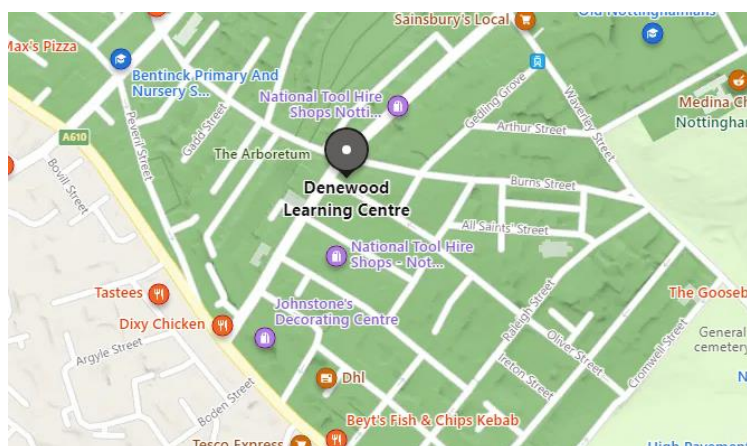 Sainsbury's Local
Old Nottinghamians
Max's Pizza
Bentinck Primary And
Nursery S...
National Tool Hire
Shops Notti...
Gedling Grove
Waverley Street
Medina Ch
Nottingham
Arthur Street
A610
Peveril Street
Gadd Street
The Arboretum
Bovill Street
Denewood
Learning Centre
Burns Street
All Saints' Street
National Tool Hire
Shops - Not...
Tastees
Johnstone's
Decorating Centre
Dixy Chicken
Raleigh Street
The Gooseb
General
cemetery
Argyle Street
Oliver Street
Cromwell Street
Ireton Street
Dhl
Boden Street
Beyt's Fish & Chips Kebab
Tesco Express
High Pavement